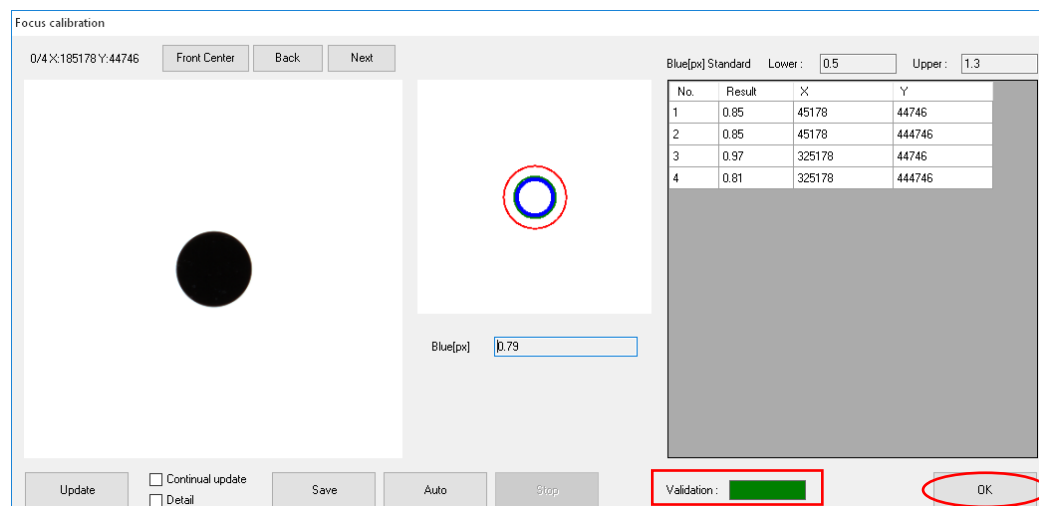 Focus calibration
0/4 X:185178 Y:44746 Front Center Back Next
Blue[px] Standard Lower : 0.5 Upper : 1.3
No. Result X Y
1 0.85 45178 44746
2 0.85 45178 444746
3 0.97 325178 44746
4 0.81 325178 444746
Blue[px] 0.79
Update Continual update Save Auto Stop Validation : OK
Detail